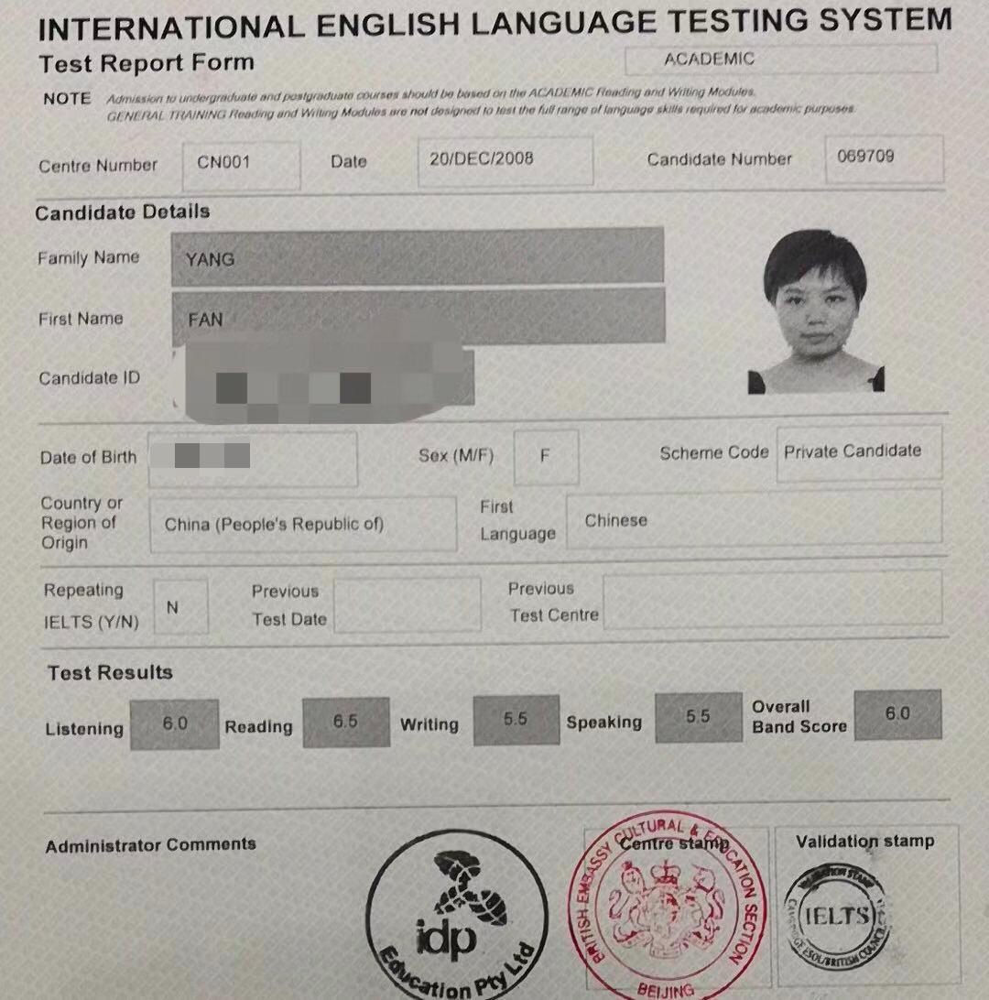 INTERNATIONAL ENGLISH LANGUAGE TESTING SYSTEM
Test Report Form
ACADEMIC
NOTE Admission to undergraduate and postgraduate courses should be based on the ACADEMIC Reading and Writing Modules.
GENERAL TRAINING Reading and Writing Modules are not designed to test the full range of language skills required for academic purposes.
Centre Number CN001 Date 20/DEC/2008 Candidate Number 069709
Candidate Details
Family Name YANG
First Name FAN
Candidate ID
Date of Birth Sex (M/F) F Scheme Code Private Candidate
Country or
Region of
Origin
China (People's Republic of)
First
Language
Chinese
Repeating
IELTS (Y/N)
N
Previous
Test Date
Previous
Test Centre
Test Results
Listening 6.0 Reading 6.5 Writing 5.5 Speaking 5.5 Overall
Band Score 6.0
Administrator Comments
idp
Education Pty Ltd
Centre stamp
BRITISH EMBASSY CULTURAL & EDUCATION SECTION
BEIJING
Validation stamp
VALIDATION STAMP
IELTS
ESOL/BRITISH COUNCIL